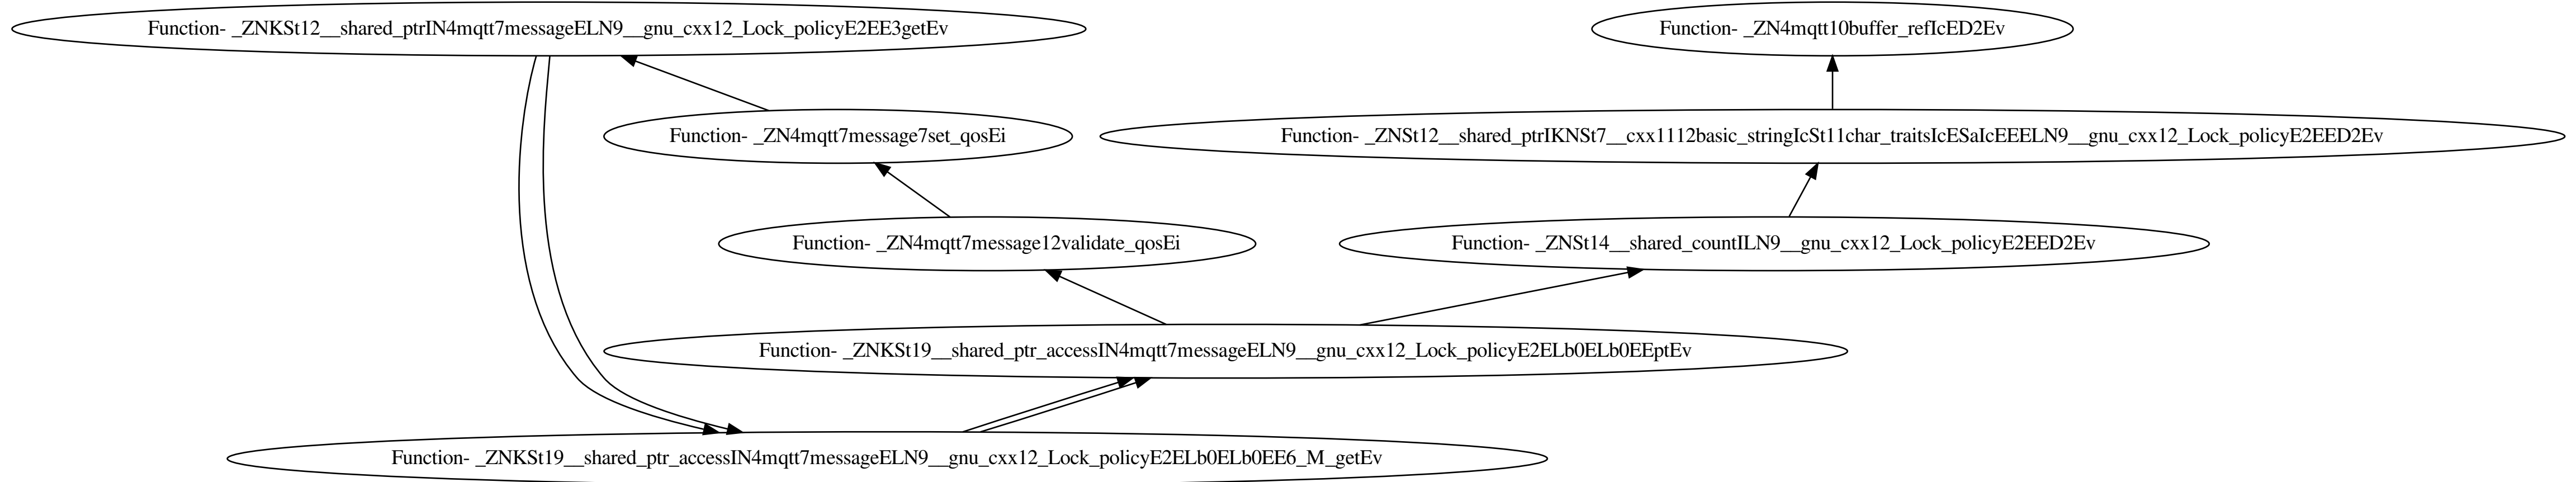 Function- _ZNKSt12__shared_ptrIN4mqtt7messageELN9__gnu_cxx12_Lock_policyE2EE3getEv
Function- _ZN4mqtt10buffer_refIcED2Ev
Function- _ZN4mqtt7message7set_qosEi
Function- _ZNSt12__shared_ptrIKNSt7__cxx1112basic_stringIcSt11char_traitsIcESaIcEEELN9__gnu_cxx12_Lock_policyE2EED2Ev
Function- _ZN4mqtt7message12validate_qosEi
Function- _ZNSt14__shared_countILN9__gnu_cxx12_Lock_policyE2EED2Ev
Function- _ZNKSt19__shared_ptr_accessIN4mqtt7messageELN9__gnu_cxx12_Lock_policyE2ELb0ELb0EEptEv
Function- _ZNKSt19__shared_ptr_accessIN4mqtt7messageELN9__gnu_cxx12_Lock_policyE2ELb0ELb0EE6_M_getEv